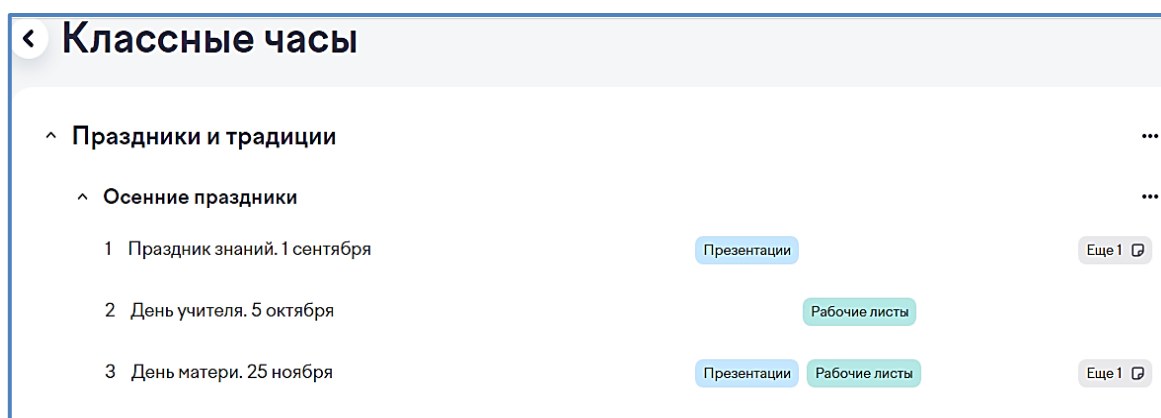 Классные часы
Праздники и традиции
Осенние праздники
1 Праздник знаний. 1 сентября Презентации Еще 1
2 День учителя. 5 октября Рабочие листы
3 День матери. 25 ноября Презентации Рабочие листы Еще 1